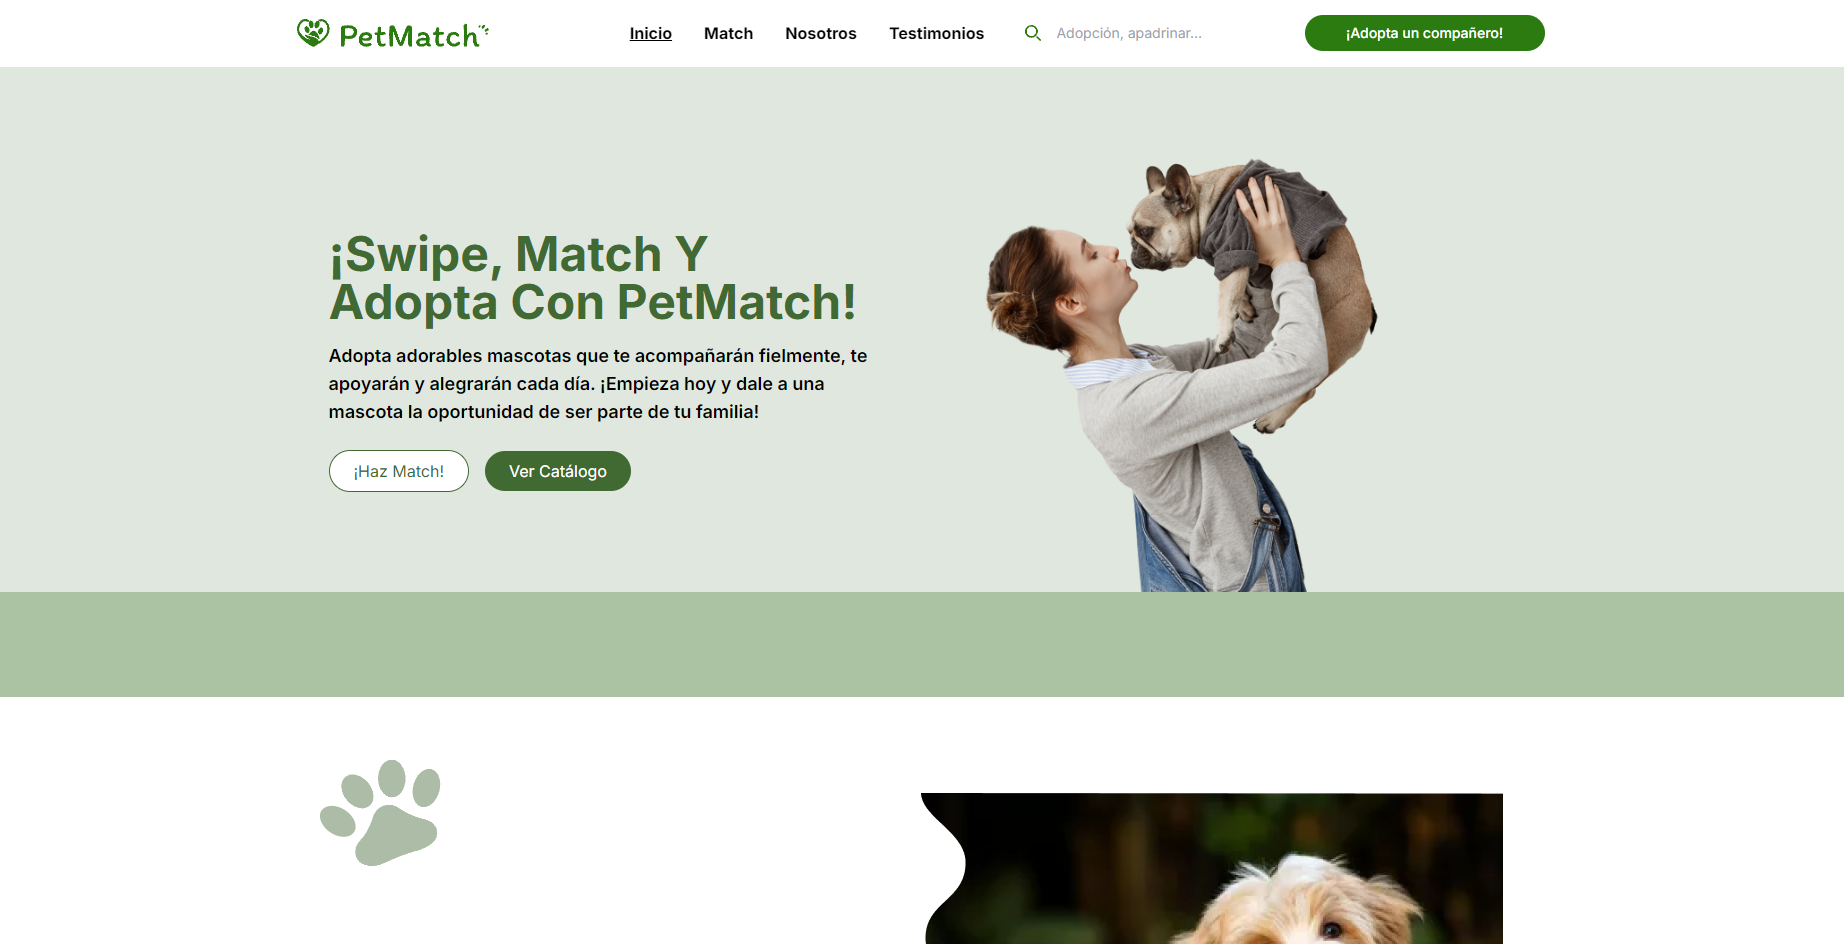 PetMatch
Inicio
Match
Nosotros
Testimonios
Adopción, apadrinar...
¡Adopta un compañero!
¡Swipe, Match Y
Adopta Con PetMatch!
Adopta adorables mascotas que te acompañarán fielmente, te
apoyarán y alegrarán cada día. ¡Empieza hoy y dale a una
mascota la oportunidad de ser parte de tu familia!
¡Haz Match!
Ver Catálogo